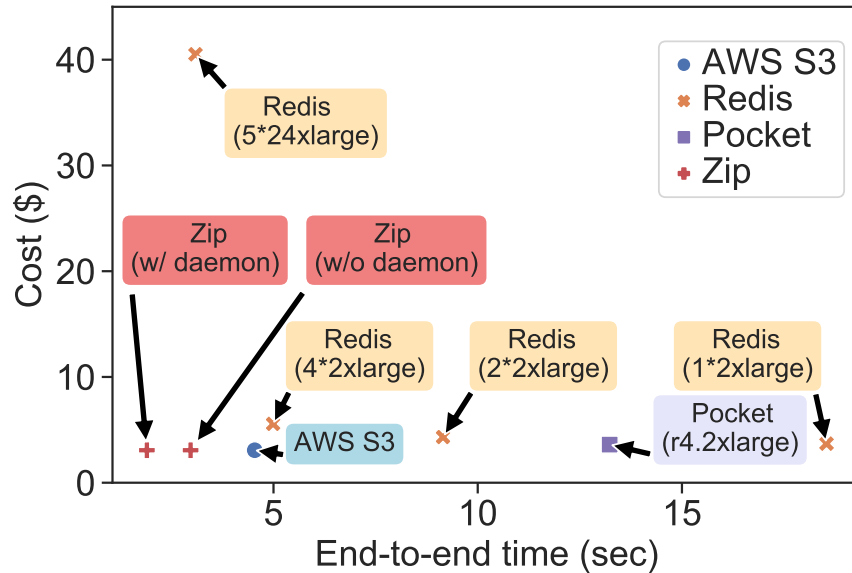 Cost ($)
40
30
20
10
0
5
10
15
End-to-end time (sec)
AWS S3
Redis
Pocket
Zip
Redis
(5*24xlarge)
Zip
(w/ daemon)
Zip
(w/o daemon)
Redis
(4*2xlarge)
Redis
(2*2xlarge)
Redis
(1*2xlarge)
AWS S3
Pocket
(r4.2xlarge)